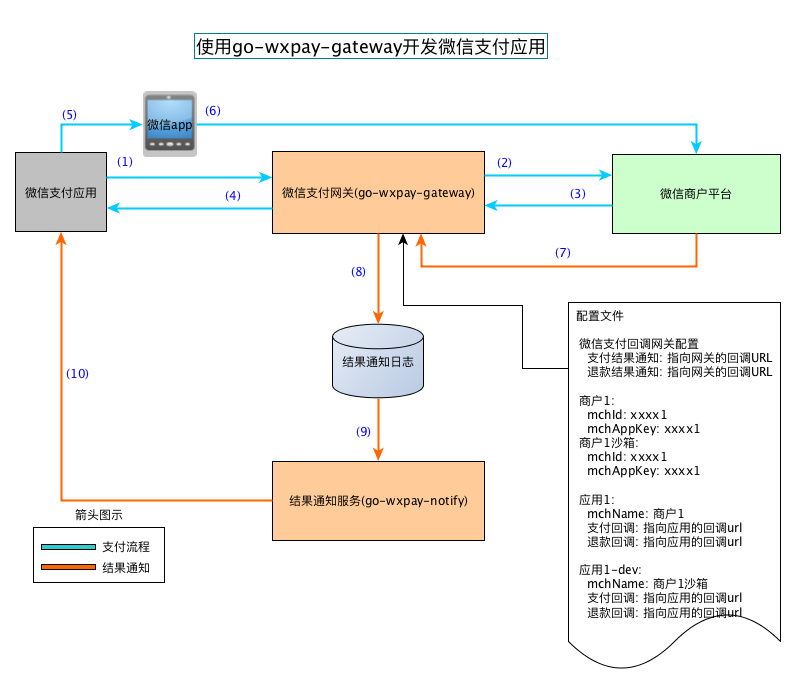 使用go-wxpay-gateway开发微信支付应用
(5)
微信app
(6)
(1)
(2)
微信支付应用
微信支付网关(go-wxpay-gateway)
微信商户平台
(4)
(3)
(7)
(8)
结果通知日志
(9)
(10)
结果通知服务(go-wxpay-notify)
配置文件
微信支付回调网关配置
支付结果通知: 指向网关的回调URL
退款结果通知: 指向网关的回调URL
商户1:
mchId: xxxx1
mchAppKey: xxxx1
商户1沙箱:
mchId: xxxx1
mchAppKey: xxxx1
应用1:
mchName: 商户1
支付回调: 指向应用的回调url
退款回调: 指向应用的回调url
应用1-dev:
mchName: 商户1沙箱
支付回调: 指向应用的回调url
退款回调: 指向应用的回调url
箭头图示
支付流程
结果通知